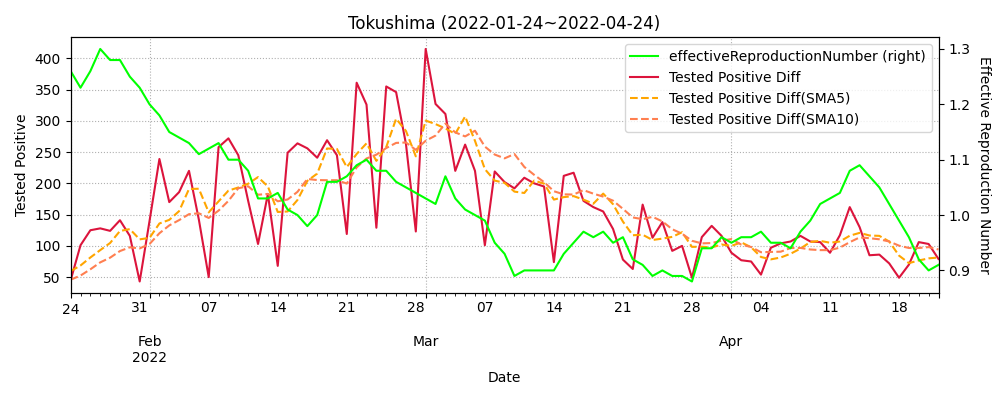 Tokushima (2022-01-24~2022-04-24)
effectiveReproductionNumber (right)
Tested Positive Diff
Tested Positive Diff(SMA5)
Tested Positive Diff(SMA10)
Tested Positive
400
350
300
250
200
150
100
50
1.3
1.2
1.1
1.0
0.9
Effective Reproduction Number
24 31 07 14 21 28 07 14 21 28 04 11 18
Feb Mar Apr
2022
Date